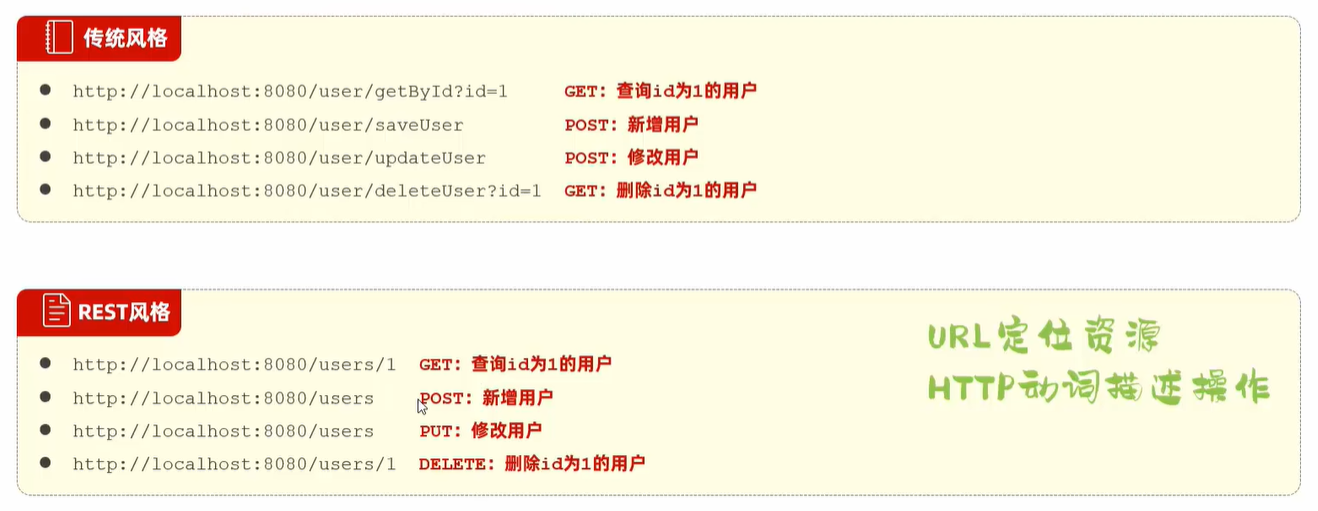 传统风格
http://localhost:8080/user/getById?id=1 GET：查询id为1的用户
http://localhost:8080/user/saveUser POST：新增用户
http://localhost:8080/user/updateUser POST：修改用户
http://localhost:8080/user/deleteUser?id=1 GET：删除id为1的用户
REST风格
URL定位资源
http://localhost:8080/users/1 GET：查询id为1的用户
HTTP动词描述操作
http://localhost:8080/users POST：新增用户
http://localhost:8080/users PUT：修改用户
http://localhost:8080/users/1 DELETE：删除id为1的用户